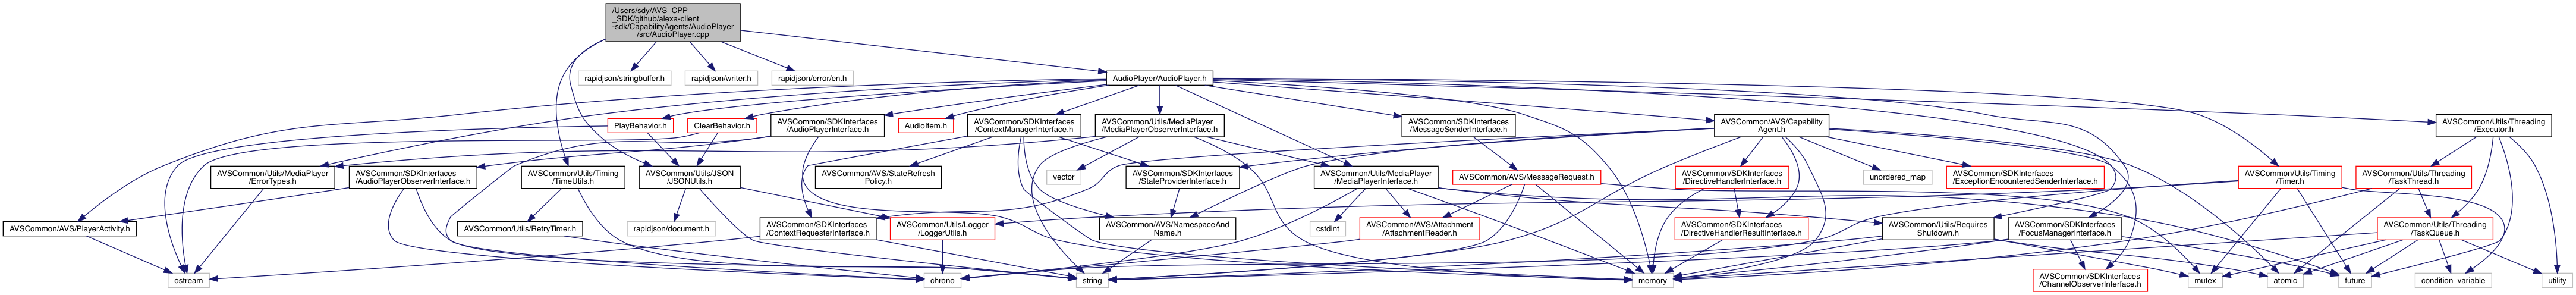 /Users/sdy/AVS_CPP
_SDK/github/alexa-client
-sdk/CapabilityAgents/AudioPlayer
/src/AudioPlayer.cpp
rapidjson/stringbuffer.h
rapidjson/writer.h
rapidjson/error/en.h
AudioPlayer/AudioPlayer.h
PlayBehavior.h
ClearBehavior.h
AVSCommon/SDKInterfaces
/AudioPlayerInterface.h
AudioItem.h
AVSCommon/SDKInterfaces
/ContextManagerInterface.h
AVSCommon/Utils/MediaPlayer
/MediaPlayerObserverInterface.h
AVSCommon/SDKInterfaces
/MessageSenderInterface.h
AVSCommon/AVS/Capability
Agent.h
AVSCommon/Utils/Threading
/Executor.h
AVSCommon/Utils/MediaPlayer
/ErrorTypes.h
AVSCommon/SDKInterfaces
/AudioPlayerObserverInterface.h
AVSCommon/Utils/Timing
/TimeUtils.h
AVSCommon/Utils/JSON
/JSONUtils.h
AVSCommon/AVS/StateRefresh
Policy.h
vector
AVSCommon/SDKInterfaces
/StateProviderInterface.h
AVSCommon/Utils/MediaPlayer
/MediaPlayerInterface.h
AVSCommon/AVS/MessageRequest.h
AVSCommon/SDKInterfaces
/DirectiveHandlerInterface.h
unordered_map
AVSCommon/SDKInterfaces
/ExceptionEncounteredSenderInterface.h
AVSCommon/Utils/Timing
/Timer.h
AVSCommon/Utils/Threading
/TaskThread.h
AVSCommon/AVS/PlayerActivity.h
AVSCommon/Utils/RetryTimer.h
rapidjson/document.h
AVSCommon/SDKInterfaces
/ContextRequesterInterface.h
AVSCommon/Utils/Logger
/LoggerUtils.h
AVSCommon/AVS/NamespaceAnd
Name.h
cstdint
AVSCommon/AVS/Attachment
/AttachmentReader.h
AVSCommon/SDKInterfaces
/DirectiveHandlerResultInterface.h
AVSCommon/Utils/Requires
Shutdown.h
AVSCommon/SDKInterfaces
/FocusManagerInterface.h
AVSCommon/Utils/Threading
/TaskQueue.h
ostream
chrono
string
memory
AVSCommon/SDKInterfaces
/ChannelObserverInterface.h
mutex
atomic
future
condition_variable
utility